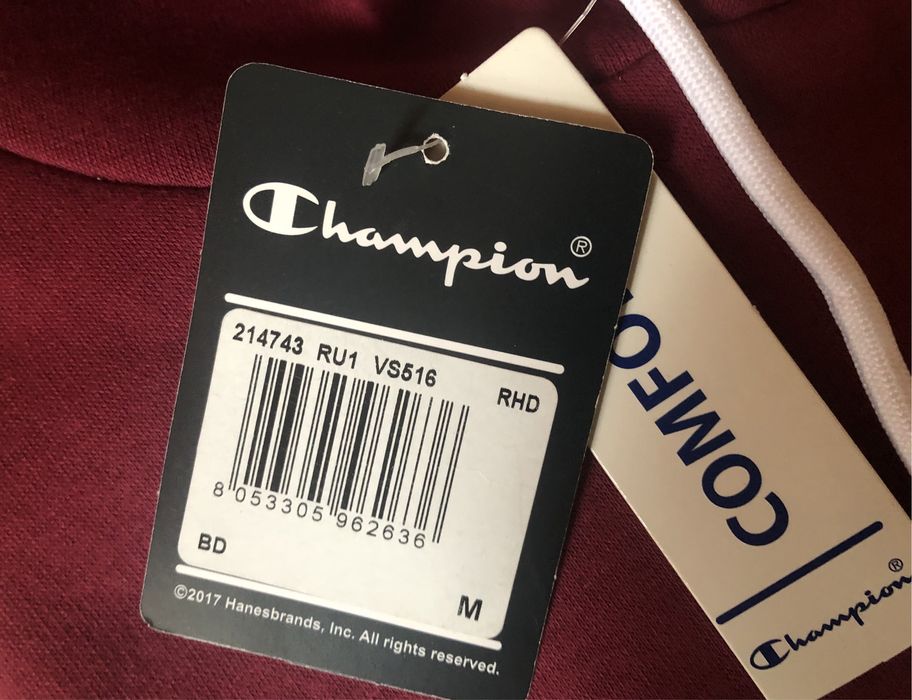 Champion®
214743 RU1 VS516
RHD
8 053305 962636
BD
M
©2017 Hanesbrands, Inc. All rights reserved.
COMFO
Champion®